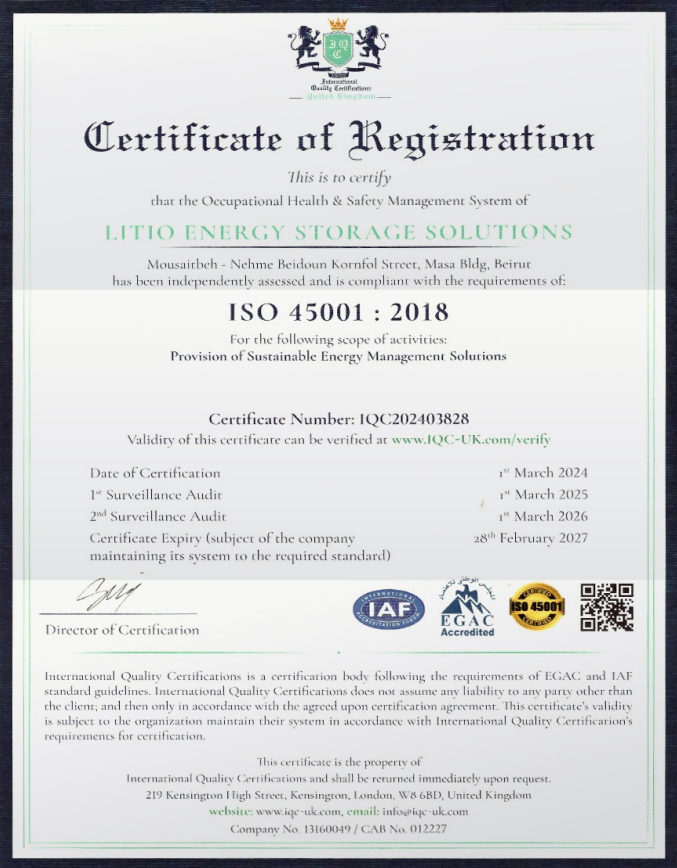 IQC
International
Quality Certifications
United Kingdom
Certificate of Registration
This is to certify
that the Occupational Health & Safety Management System of
LITIO ENERGY STORAGE SOLUTIONS
Mousaitbeh - Nehme Beidoun Kornfol Street, Masa Bldg, Beirut
has been independently assessed and is compliant with the requirements of:
ISO 45001 : 2018
For the following scope of activities:
Provision of Sustainable Energy Management Solutions
Certificate Number: IQC202403828
Validity of this certificate can be verified at www.IQC-UK.com/verify
Date of Certification 1st March 2024
1st Surveillance Audit 1st March 2025
2nd Surveillance Audit 1st March 2026
Certificate Expiry (subject of the company 28th February 2027
maintaining its system to the required standard)
Director of Certification
INTERNATIONAL
IAF
ACCREDITATION FORUM
EGAC
Accredited
CERTIFIED
ISO 45001
CERTIFIED
International Quality Certifications is a certification body following the requirements of EGAC and IAF
standard guidelines. International Quality Certifications does not assume any liability to any party other than
the client; and then only in accordance with the agreed upon certification agreement. This certificate's validity
is subject to the organization maintain their system in accordance with International Quality Certification's
requirements for certification.
This certificate is the property of
International Quality Certifications and shall be returned immediately upon request.
219 Kensington High Street, Kensington, London, W8 6BD, United Kingdom
website: www.iqc-uk.com, email: info@iqc-uk.com
Company No. 13160049 / CAB No. 012227